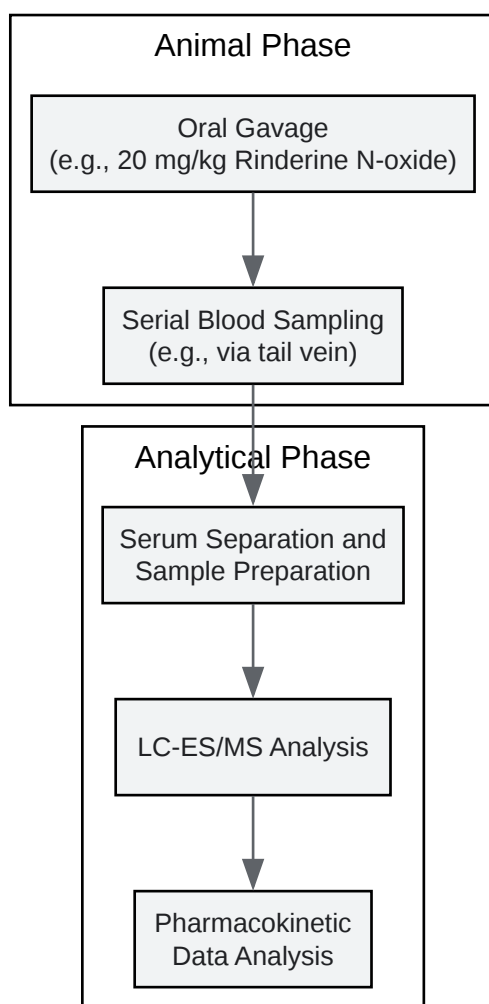 Animal Phase
Oral Gavage
(e.g., 20 mg/kg Rinderine N-oxide)
Serial Blood Sampling
(e.g., via tail vein)
Analytical Phase
Serum Separation and
Sample Preparation
LC-ES/MS Analysis
Pharmacokinetic
Data Analysis